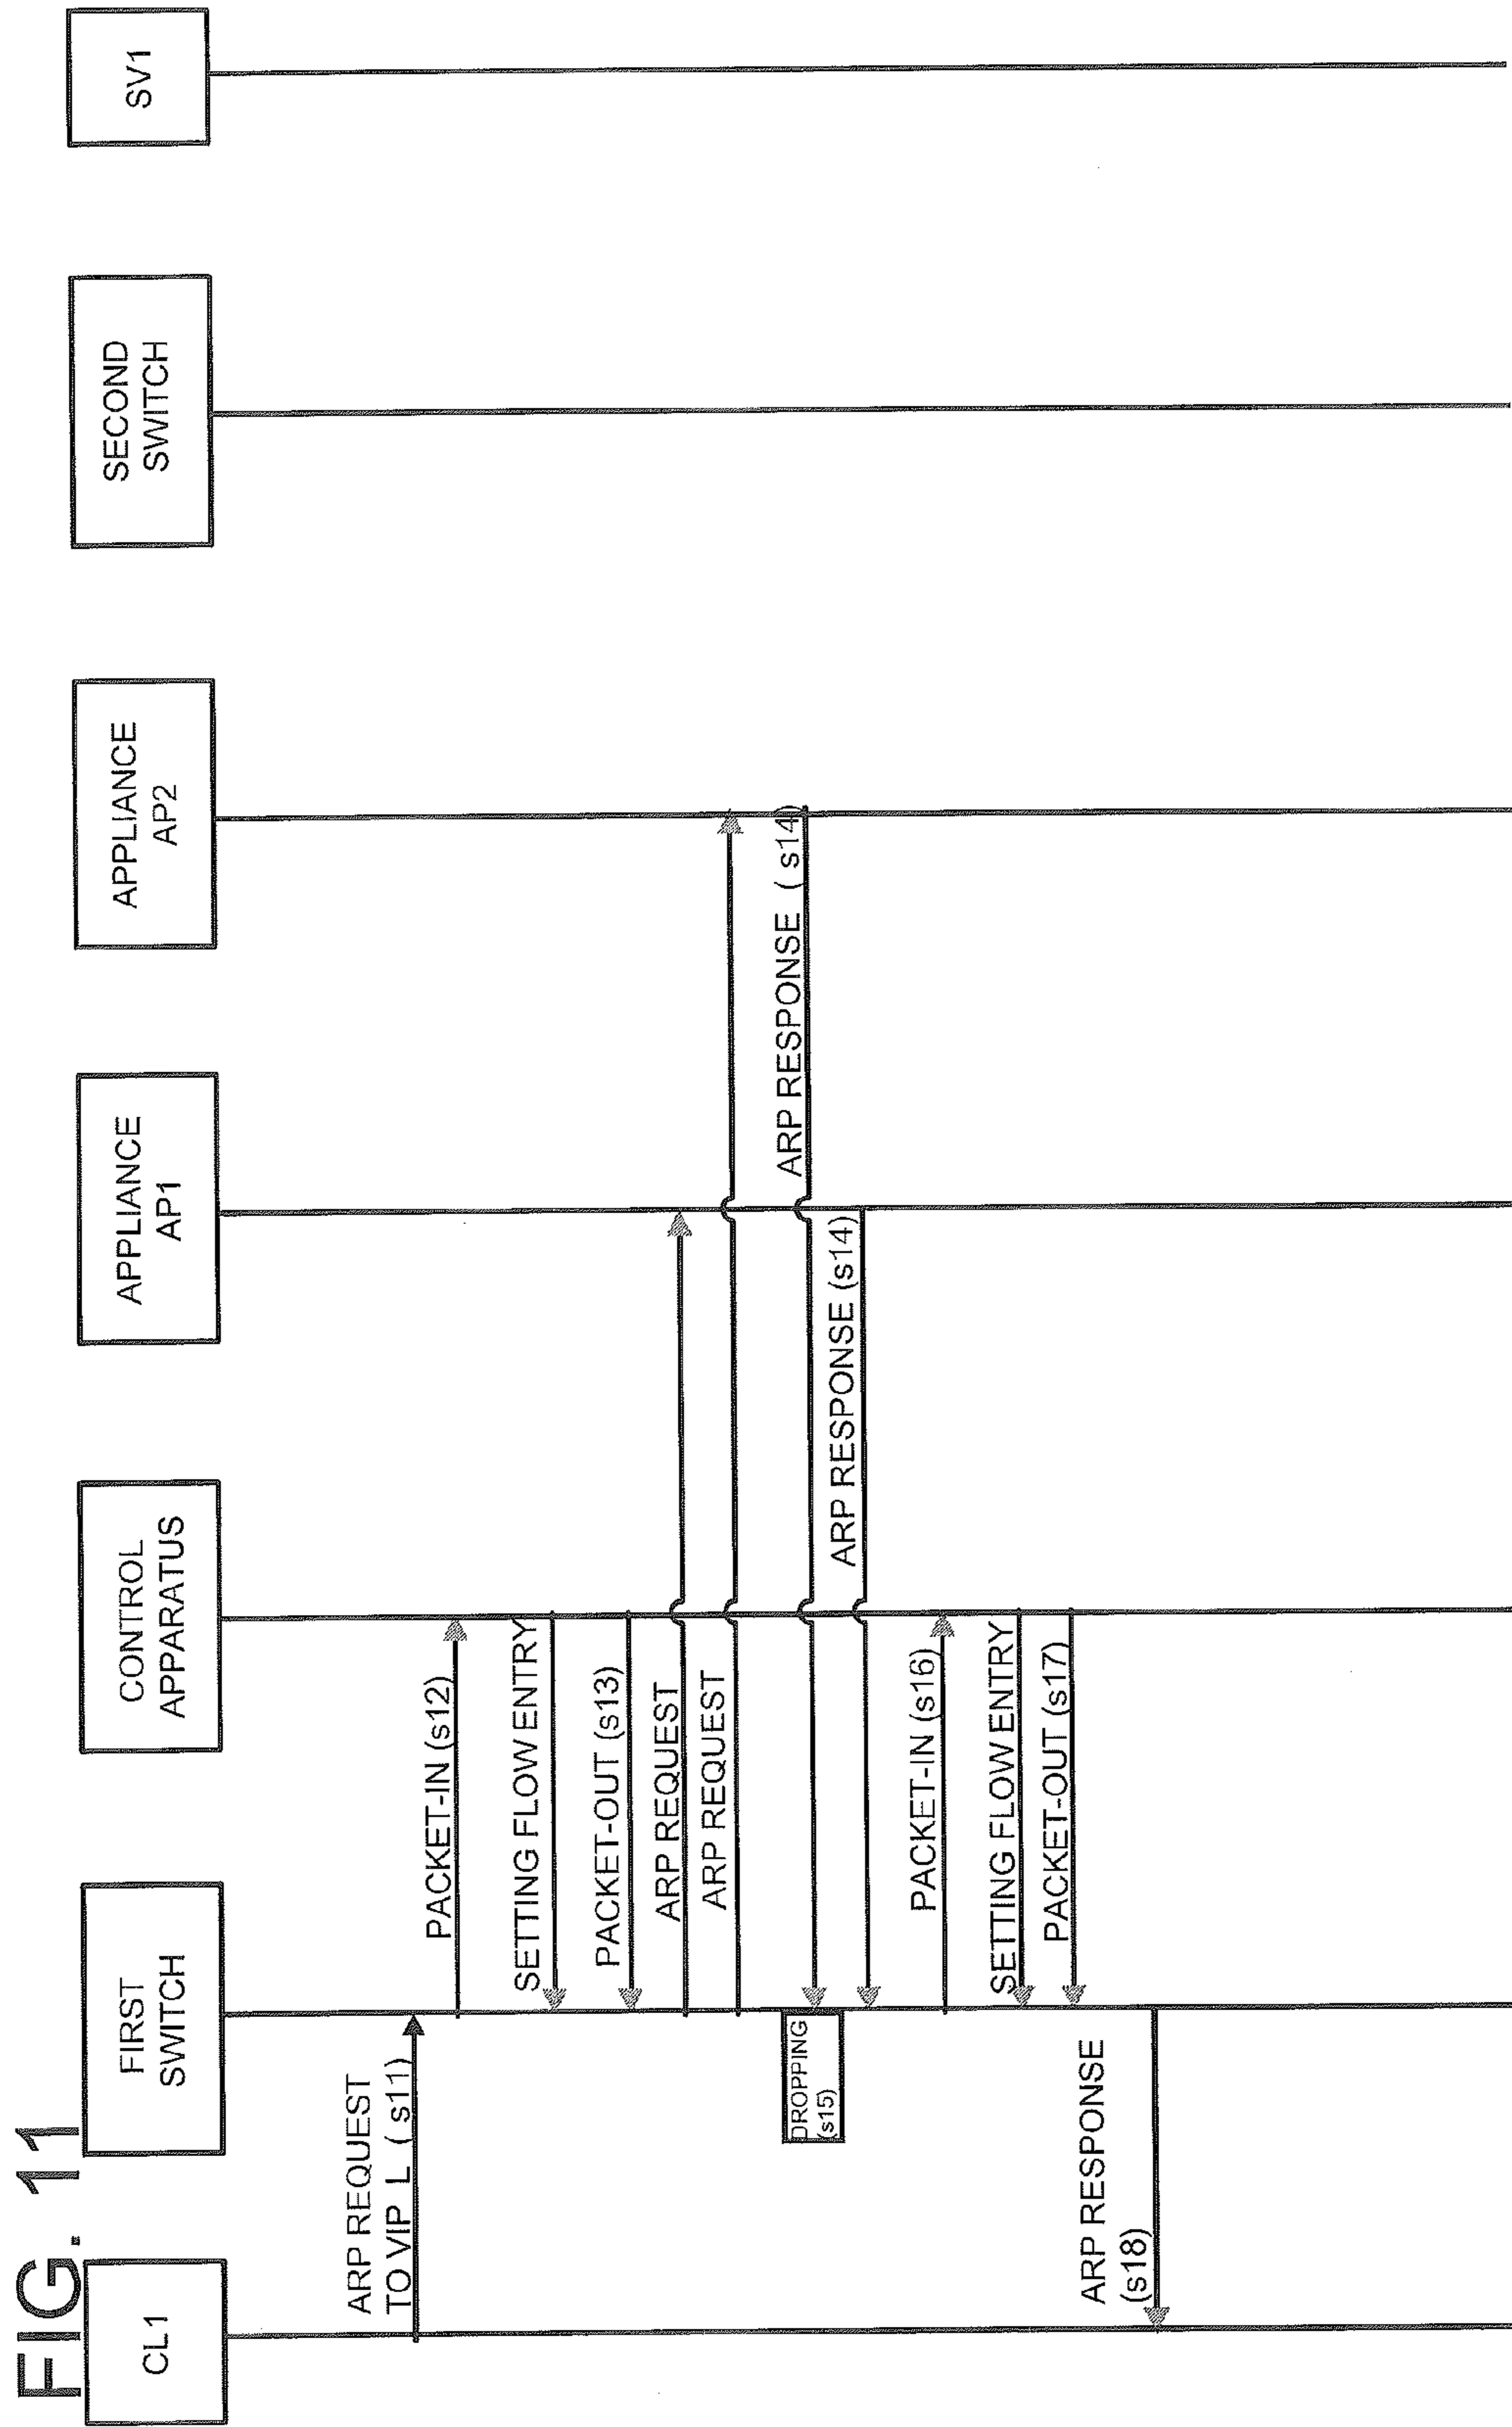 FIG. 11
CL1
FIRST
SWITCH
CONTROL
APPARATUS
APPLIANCE
AP1
APPLIANCE
AP2
SECOND
SWITCH
SV1
ARP REQUEST
TO VIP L ( s11)
PACKET-IN (s12)
SETTING FLOW ENTRY
PACKET-OUT (s13)
ARP REQUEST
ARP REQUEST
ARP RESPONSE ( s14)
DROPPING
(s15)
ARP RESPONSE (s14)
PACKET-IN (s16)
SETTING FLOW ENTRY
PACKET-OUT (s17)
ARP RESPONSE
(s18)